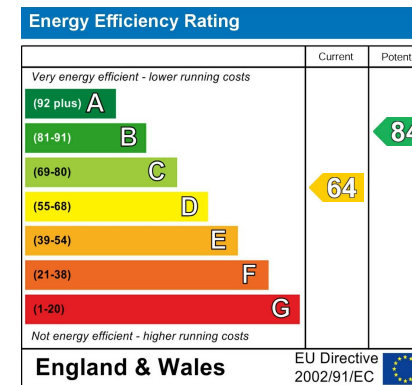 Energy Efficiency Rating
Current Potent
Very energy efficient - lower running costs
(92 plus) A
(81-91) B
84
(69-80) C
64
(55-68) D
(39-54) E
(21-38) F
(1-20) G
Not energy efficient - higher running costs
England & Wales
EU Directive
2002/91/EC